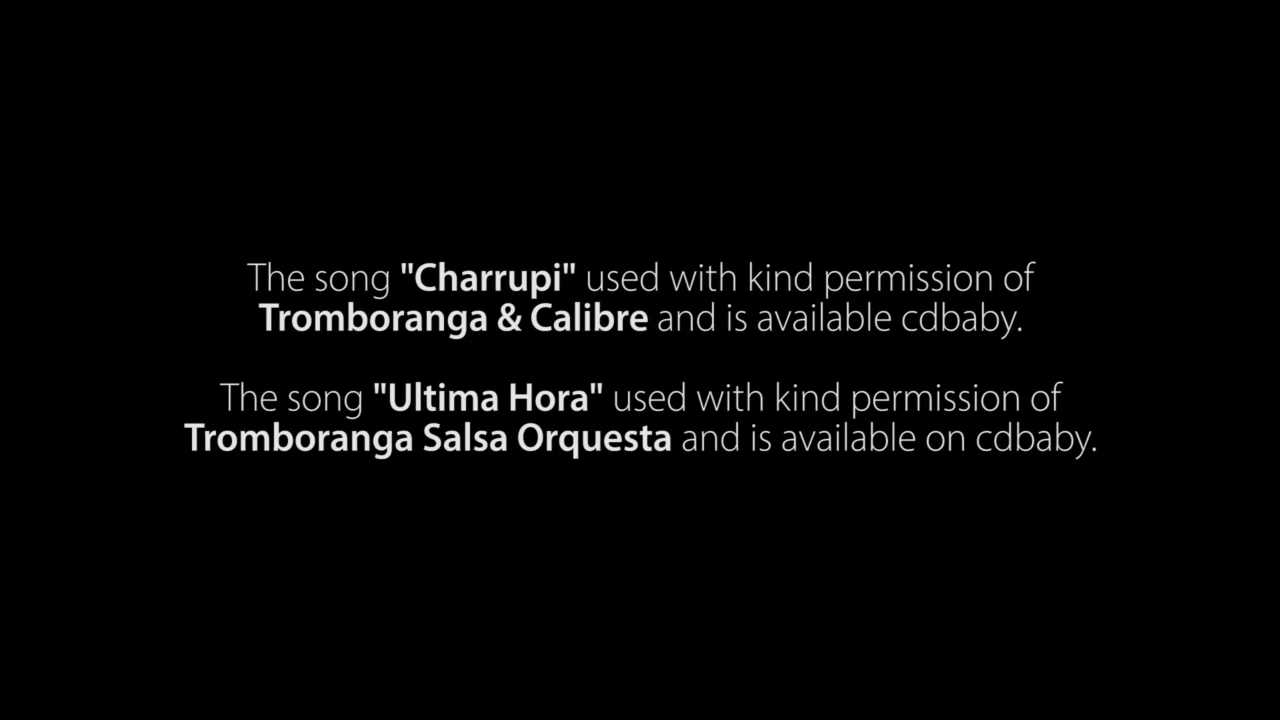 The song "Charrupi" used with kind permission of
Tromboranga & Calibre and is available cdbaby.
The song "Ultima Hora" used with kind permission of
Tromboranga Salsa Orquesta and is available on cdbaby.